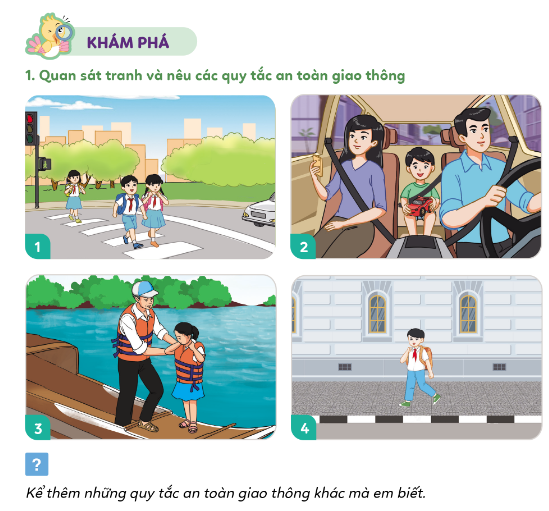 KHÁM PHÁ
1. Quan sát tranh và nêu các quy tắc an toàn giao thông
1
2
3
4
?
Kể thêm những quy tắc an toàn giao thông khác mà em biết.